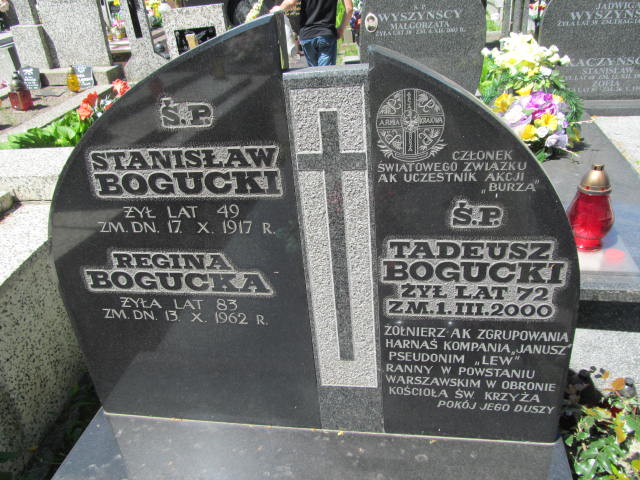 Ś.P.
STANISŁAW
BOGUCKI
ŻYŁ LAT 49
ZM. DN. 17 X. 1917 R.
REGINA
BOGUCKA
ŻYŁA LAT 83
ZM. DN. 13 X. 1962 R.
ARMIA KRAJOWA
CZŁONEK
ŚWIATOWEGO ZWIĄZKU
AK UCZESTNIK AKCJI
„BURZA”
Ś.P.
TADEUSZ
BOGUCKI
ŻYŁ LAT 72
ZM. 1. III. 2000
ŻOŁNIERZ AK ZGRUPOWANIA
HARNAŚ KOMPANIA „JANUSZ”
PSEUDONIM „LEW”
RANNY W POWSTANIU
WARSZAWSKIM W OBRONIE
KOŚCIOŁA ŚW. KRZYŻA
POKÓJ JEGO DUSZY
Ś.P.
WYSZYŃSCY
MAŁGORZATA
JADWIGA
WYSZYŃ